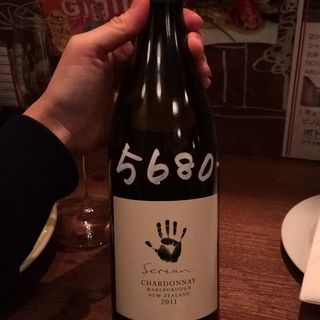 5680-
Seresin
CHARDONNAY
MARLBOROUGH
NEW ZEALAND
2011